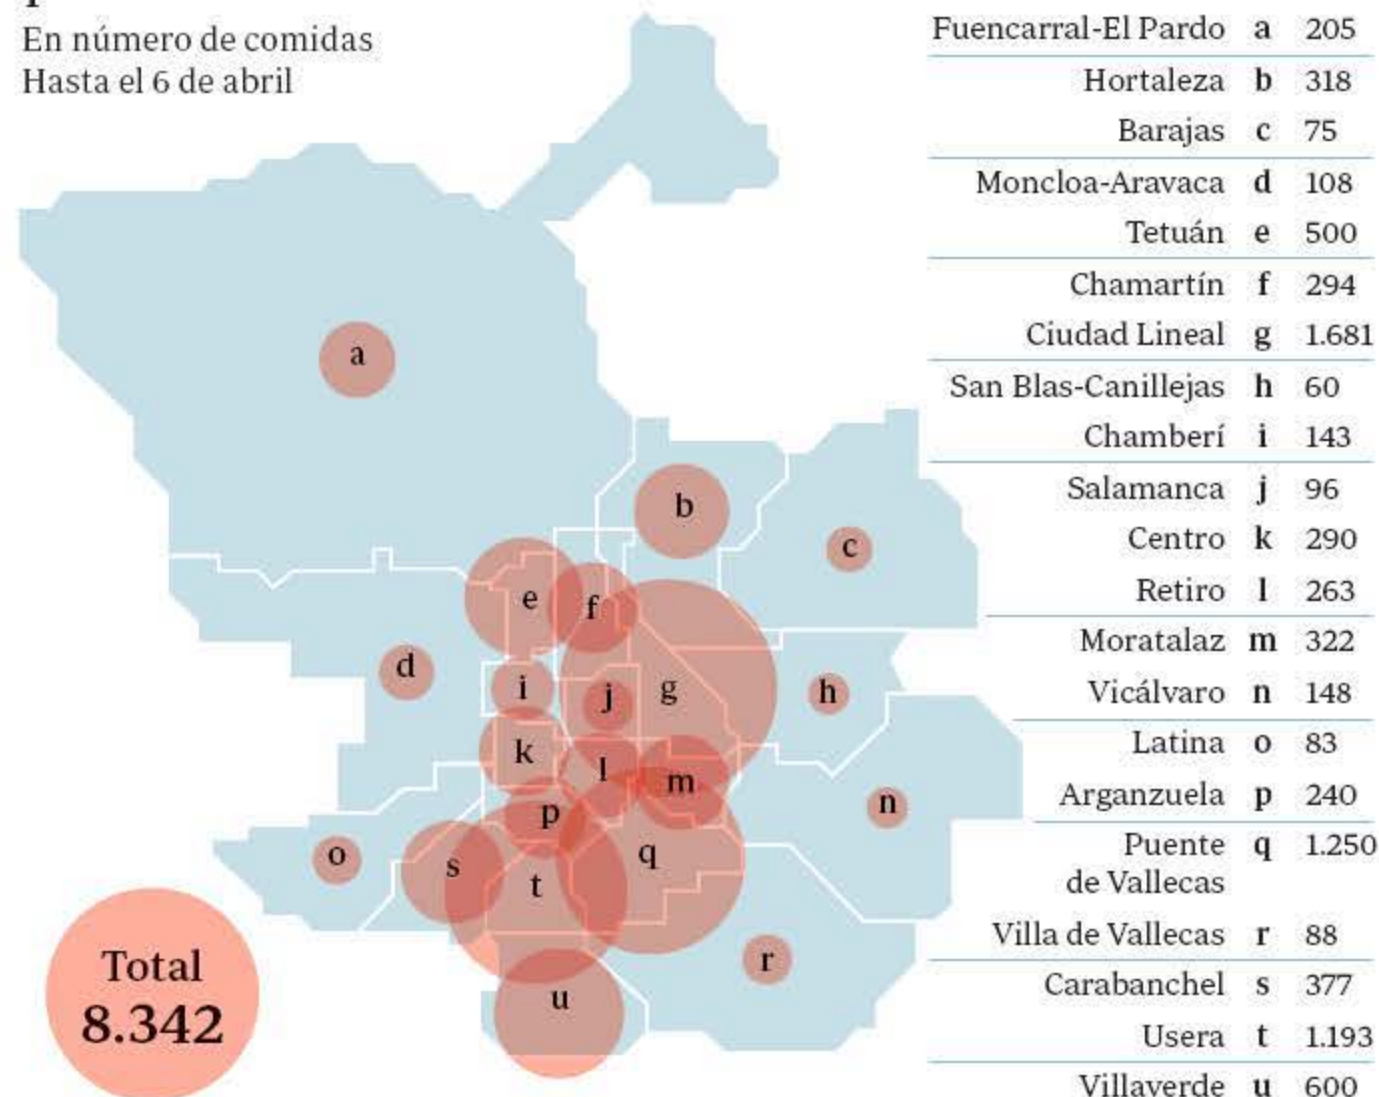 En número de comidas
Hasta el 6 de abril
Fuencarral-El Pardo a 205
Hortaleza b 318
Barajas c 75
Moncloa-Aravaca d 108
Tetuán e 500
Chamartín f 294
Ciudad Lineal g 1.681
San Blas-Canillejas h 60
Chamberí i 143
Salamanca j 96
Centro k 290
Retiro l 263
Moratalaz m 322
Vicálvaro n 148
Latina o 83
Arganzuela p 240
Puente q 1.250
de Vallecas
Villa de Vallecas r 88
Carabanchel s 377
Usera t 1.193
Villaverde u 600
a
b
c
e
f
d
i
j
g
h
k
l
m
n
p
o
s
t
q
r
u
Total
8.342